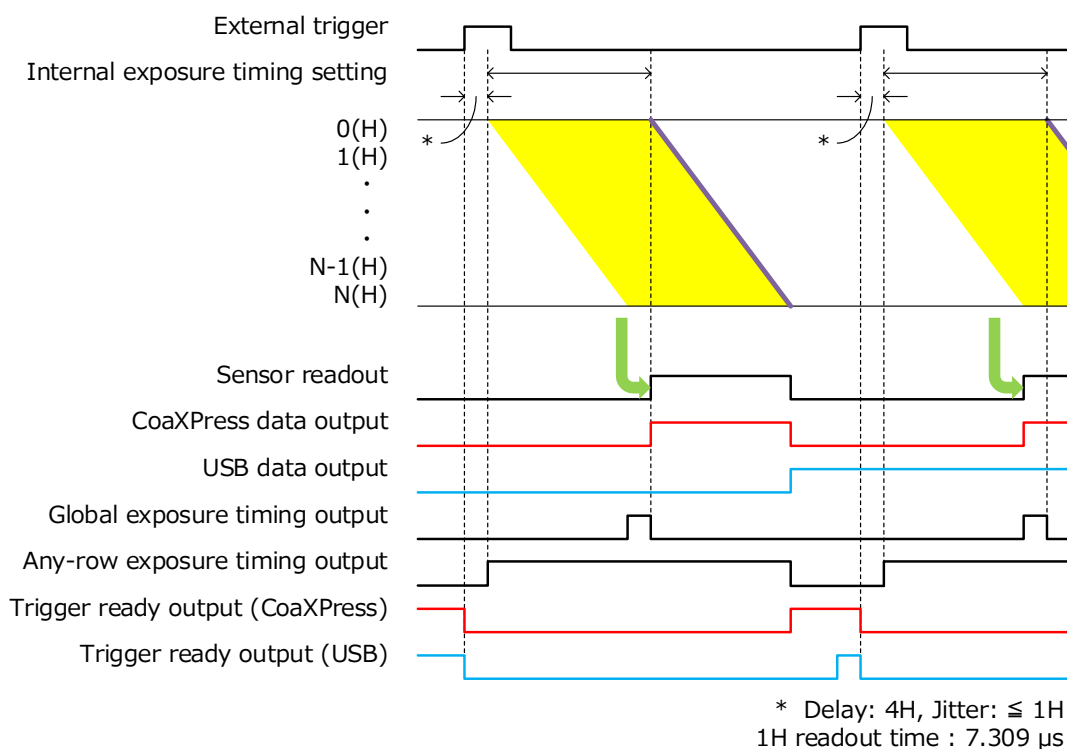 External trigger
Internal exposure timing setting
*
*
0(H)
1(H)
・
・
・
N-1(H)
N(H)
Sensor readout
CoaXPress data output
USB data output
Global exposure timing output
Any-row exposure timing output
Trigger ready output (CoaXPress)
Trigger ready output (USB)
* Delay: 4H, Jitter: ≦ 1H
1H readout time : 7.309 µs